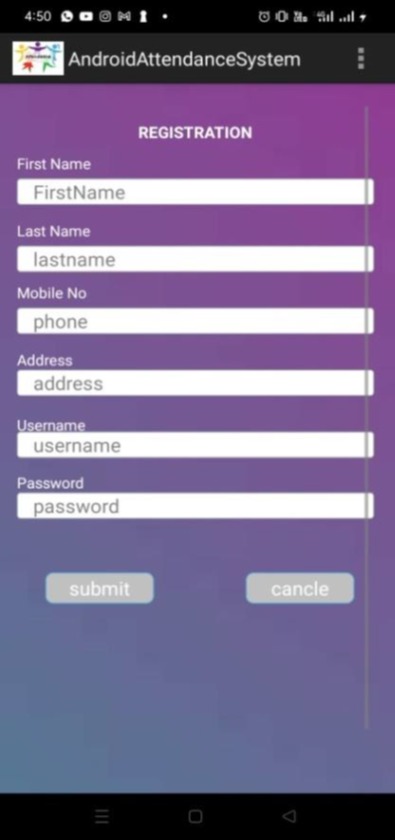 4:50
AndroidAttendanceSystem
REGISTRATION
First Name
FirstName
Last Name
lastname
Mobile No
phone
Address
address
Username
username
Password
password
submit cancle